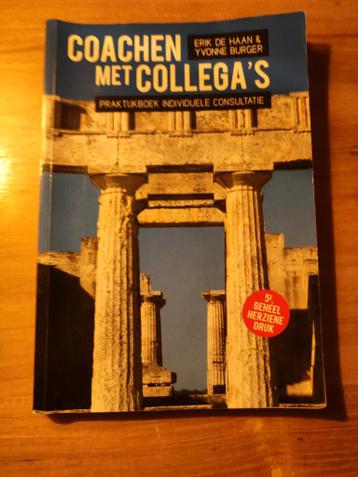 COACHEN
MET COLLEGA'S
ERIK DE HAAN &
YVONNE BURGER
PRAKTIJKBOEK INDIVIDUELE CONSULTATIE
5E,
GEHEEL
HERZIENE
DRUK